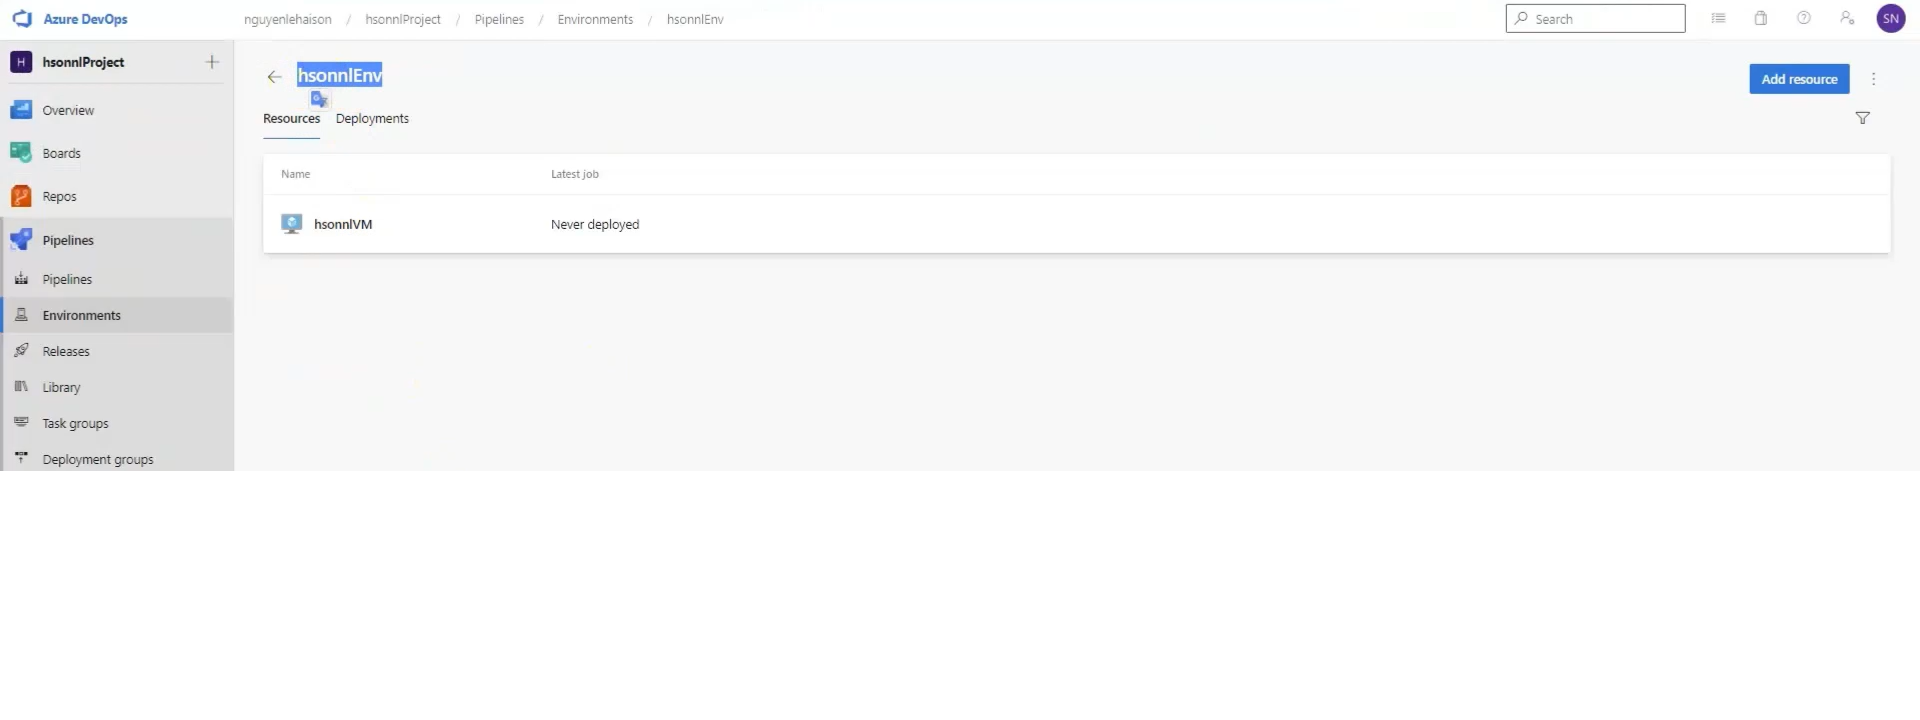 Azure DevOps
nguyenlehaison / hsonnlProject / Pipelines / Environments / hsonnlEnv
Search
SN
H hsonnlProject
Overview
Boards
Repos
Pipelines
Pipelines
Environments
Releases
Library
Task groups
Deployment groups
hsonnlEnv
Add resource
Resources Deployments
Name Latest job
hsonnlVM Never deployed